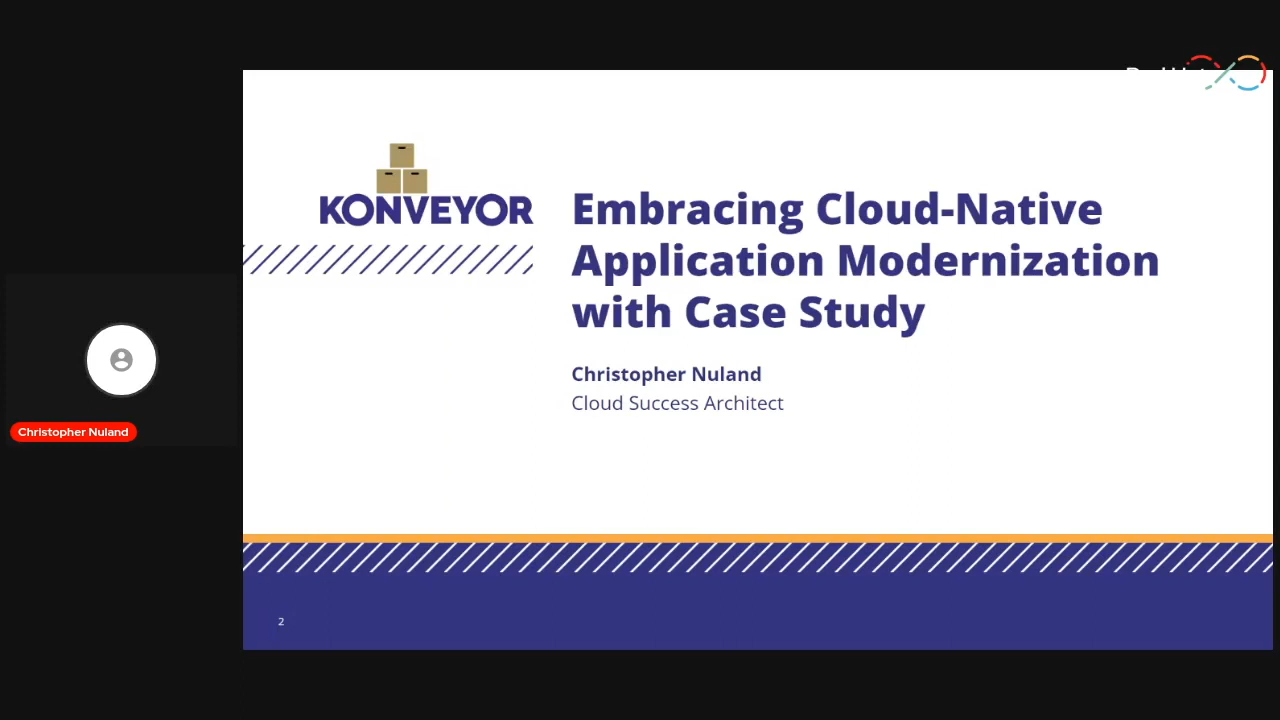 KONVEYOR
Embracing Cloud-Native
Application Modernization
with Case Study
Christopher Nuland
Cloud Success Architect
Christopher Nuland
2